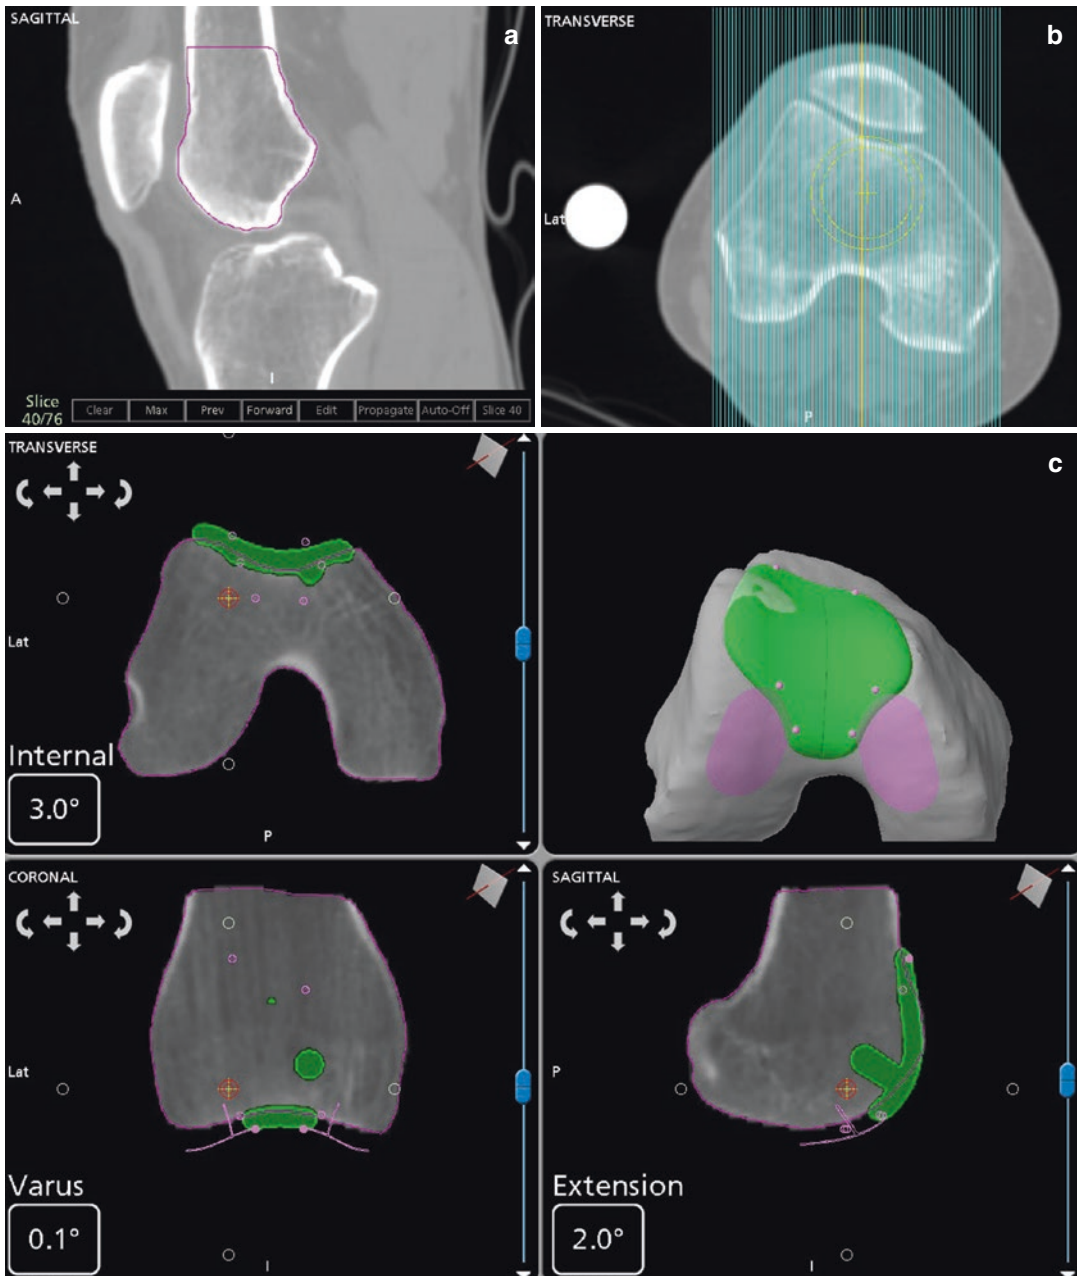 SAGITTAL
a
A
I
Slice
40/76
Clear
Max
Prev
Forward
Edit
Propagate
Auto-Off
Slice 40
TRANSVERSE
b
Lat
P
TRANSVERSE
Lat
Internal
3.0°
P
c
CORONAL
Lat
Varus
0.1°
I
SAGITTAL
P
Extension
2.0°
I